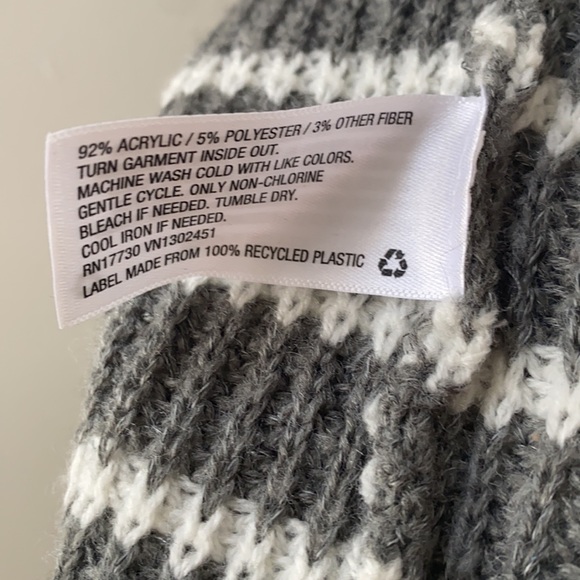 92% ACRYLIC / 5% POLYESTER / 3% OTHER FIBER
TURN GARMENT INSIDE OUT.
MACHINE WASH COLD WITH LIKE COLORS.
GENTLE CYCLE. ONLY NON-CHLORINE
BLEACH IF NEEDED. TUMBLE DRY.
COOL IRON IF NEEDED.
RN17730 VN1302451
LABEL MADE FROM 100% RECYCLED PLASTIC